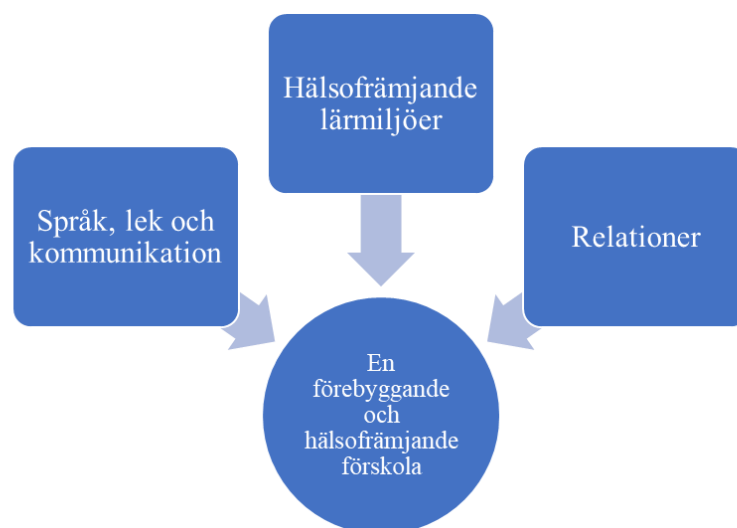 Hälsofrämjande
lärmiljöer
Språk, lek och
kommunikation
Relationer
En
förebyggande
och
hälsofrämjande
förskola